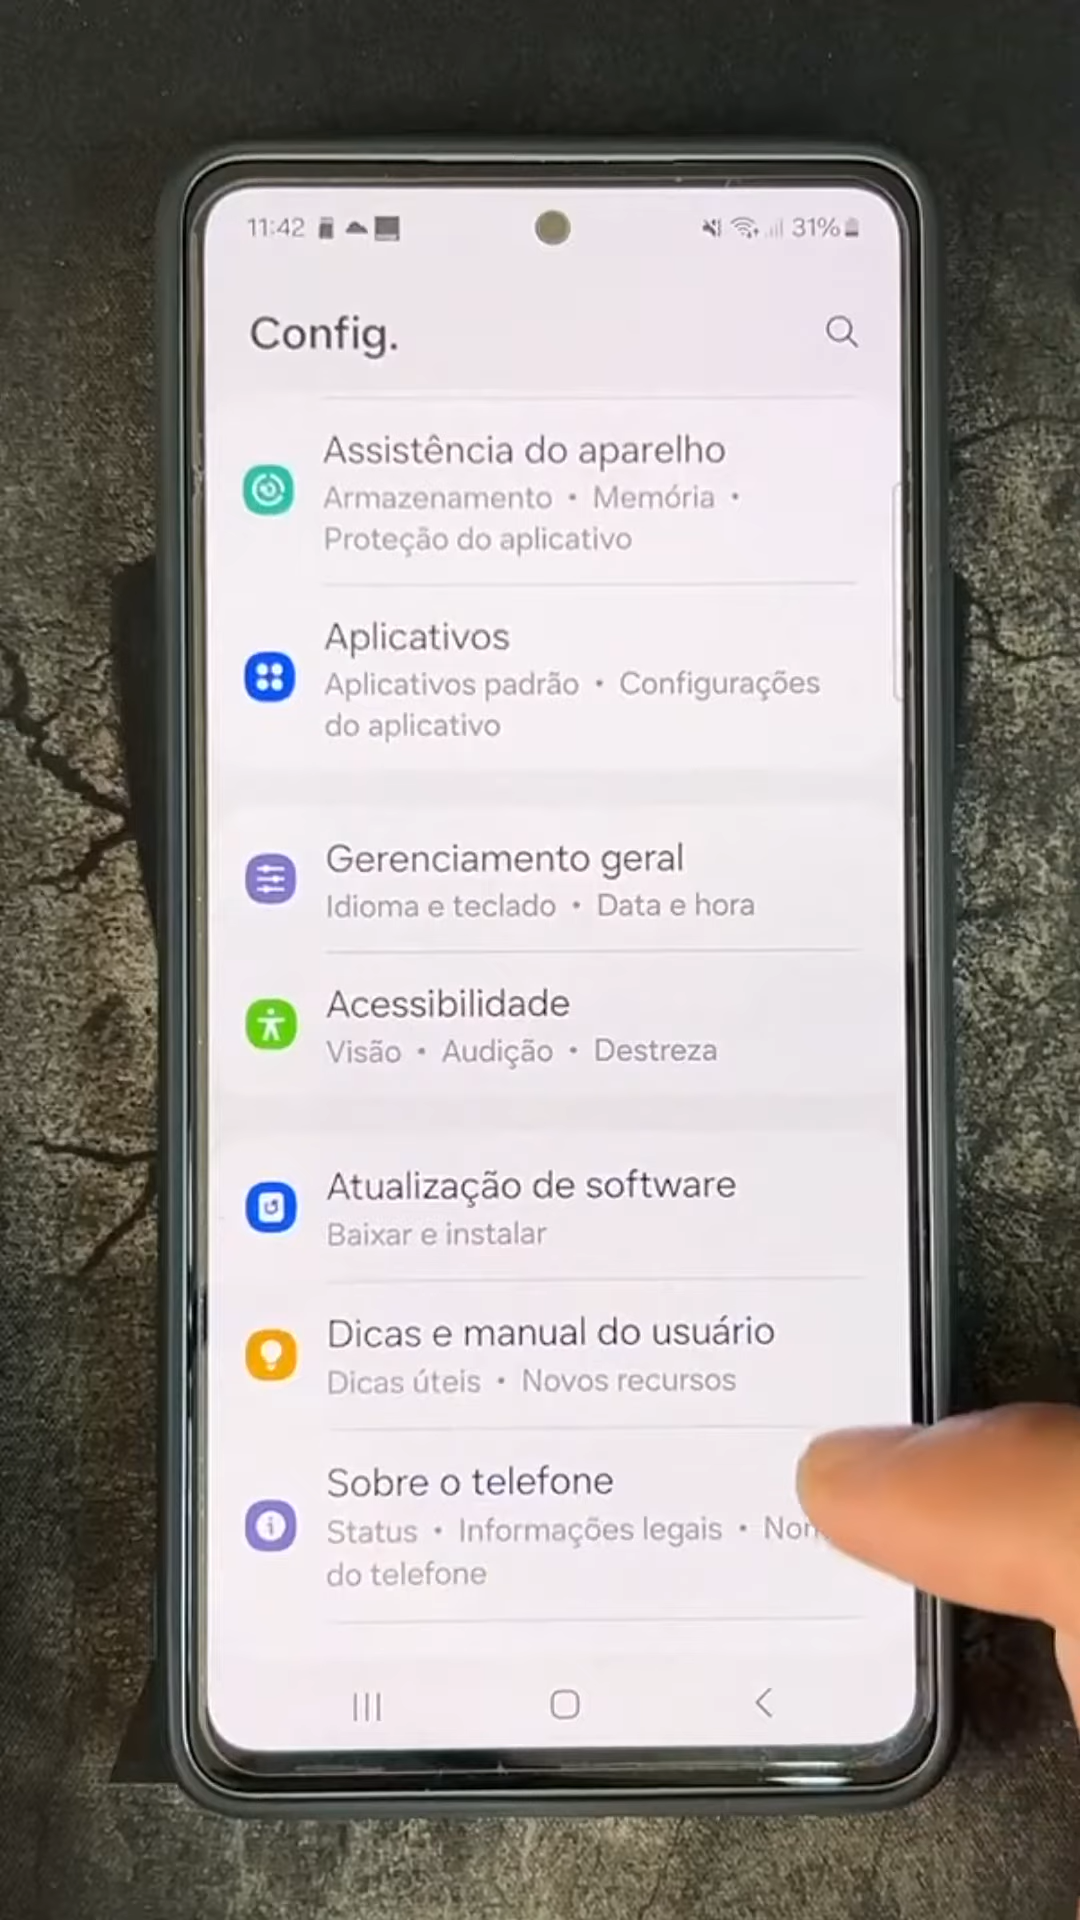 11:42
31%
Config.
Assistência do aparelho
Armazenamento • Memória •
Proteção do aplicativo
Aplicativos
Aplicativos padrão • Configurações
do aplicativo
Gerenciamento geral
Idioma e teclado • Data e hora
Acessibilidade
Visão • Audição • Destreza
Atualização de software
Baixar e instalar
Dicas e manual do usuário
Dicas úteis • Novos recursos
Sobre o telefone
Status • Informações legais •
do telefone